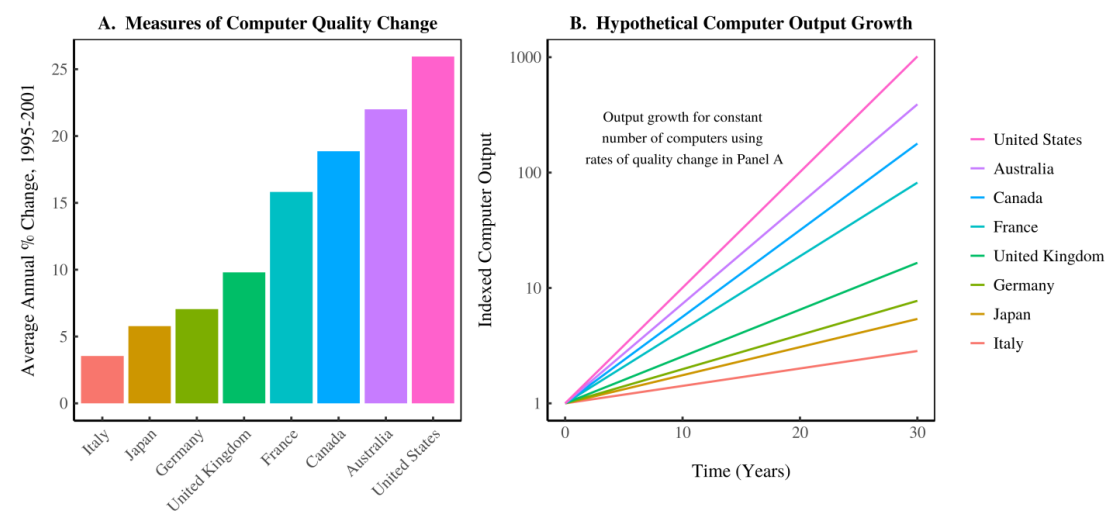 A.  Measures of Computer Quality Change
Average Annual % Change, 1995-2001
25
20
15
10
5
0
Italy
Japan
Germany
United Kingdom
France
Canada
Australia
United States
B.  Hypothetical Computer Output Growth
Indexed Computer Output
1000
100
10
1
Output growth for constant
number of computers using
rates of quality change in Panel A
0
10
20
30
Time (Years)
United States
Australia
Canada
France
United Kingdom
Germany
Japan
Italy